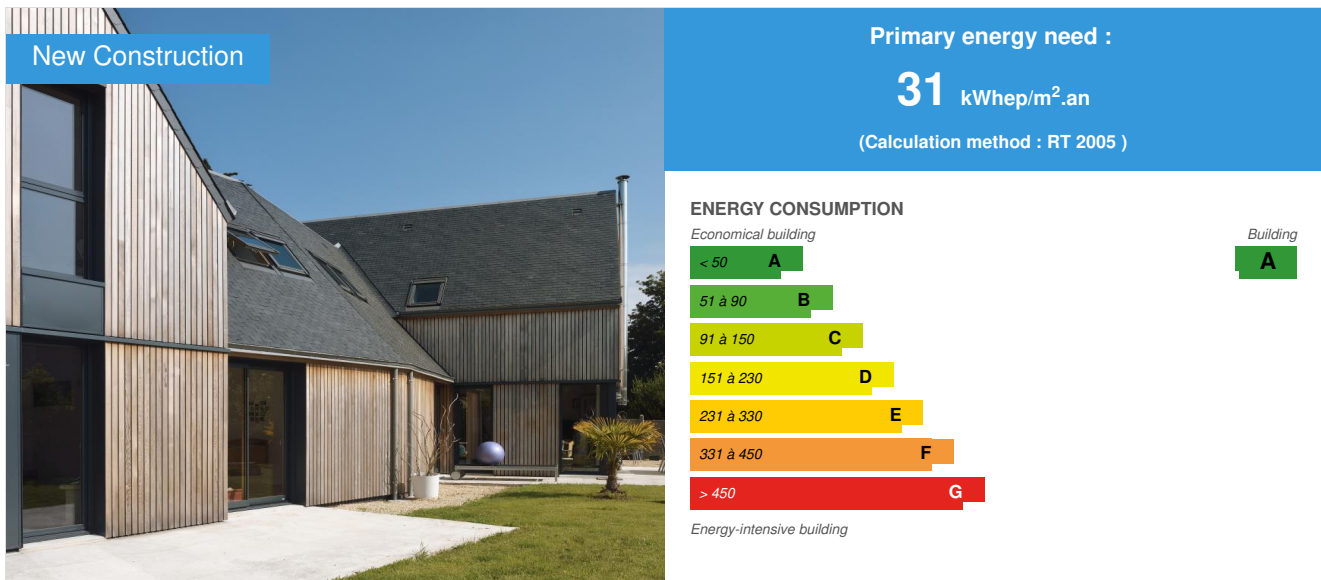 New Construction
Primary energy need :
31 kWhep/m².an
(Calculation method : RT 2005 )
ENERGY CONSUMPTION
Economical building
Building
< 50 A
A
51 à 90 B
91 à 150 C
151 à 230 D
231 à 330 E
331 à 450 F
> 450 G
Energy-intensive building